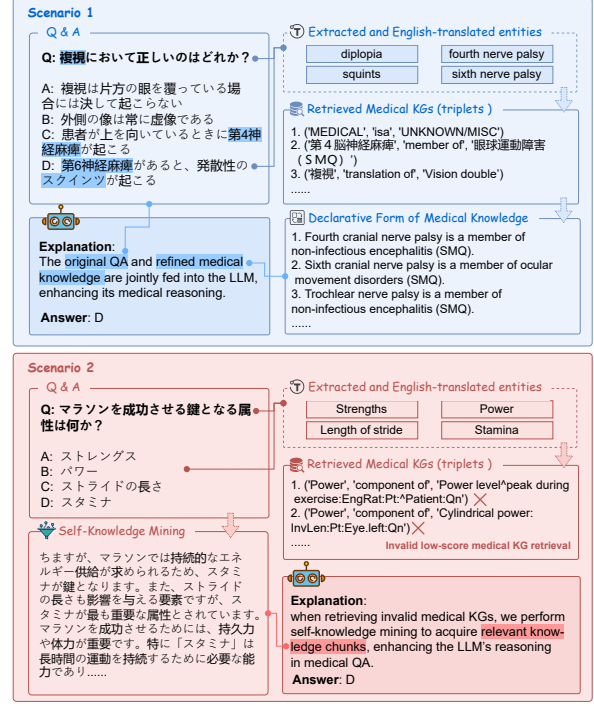 Scenario 1
Q & A
Q: 複視において正しいのはどれか?
A: 複視は片方の眼を覆っている場
合には決して起こらない
B: 外側の像は常に虚像である
C: 患者が上を向いているときに第4神
経麻痺が起こる
D: 第6神経麻痺があると、発散性の
スクインツが起こる
Extracted and English-translated entities
diplopia
fourth nerve palsy
squints
sixth nerve palsy
Retrieved Medical KGs (triplets )
1. ('MEDICAL', 'isa', 'UNKNOWN/MISC')
2. ('第４脳神経麻痺', 'member of', '眼球運動障害
（ＳＭＱ）')
3. ('複視', 'translation of', 'Vision double')
......
Explanation:
The original QA and refined medical
knowledge are jointly fed into the LLM,
enhancing its medical reasoning.
Answer: D
Declarative Form of Medical Knowledge
1. Fourth cranial nerve palsy is a member of
non-infectious encephalitis (SMQ).
2. Sixth cranial nerve palsy is a member of ocular
movement disorders (SMQ).
3. Trochlear nerve palsy is a member of
non-infectious encephalitis (SMQ).
......
Scenario 2
Q & A
Q: マラソンを成功させる鍵となる属
性は何か?
A: ストレングス
B: パワー
C: ストライドの長さ
D: スタミナ
Extracted and English-translated entities
Strengths
Power
Length of stride
Stamina
Retrieved Medical KGs (triplets )
1. ('Power', 'component of', 'Power level^peak during
exercise:EngRat:Pt:^Patient:Qn')
2. ('Power', 'component of', 'Cylindrical power:
InvLen:Pt:Eye.left:Qn')
......
Invalid low-score medical KG retrieval
Self-Knowledge Mining
ちますが、マラソンでは持続的なエネ
ルギー供給が求められるため、スタミ
ナが鍵となります。また、ストライド
の長さも影響を与える要素ですが、ス
タミナが最も重要な属性とされています。
マラソンを成功させるためには、持久力
や体力が重要です。特に「スタミナ」は
長時間の運動を持続するために必要な能
力であり......
Explanation:
when retrieving invalid medical KGs, we perform
self-knowledge mining to acquire relevant know-
ledge chunks, enhancing the LLM's reasoning
in medical QA.
Answer: D